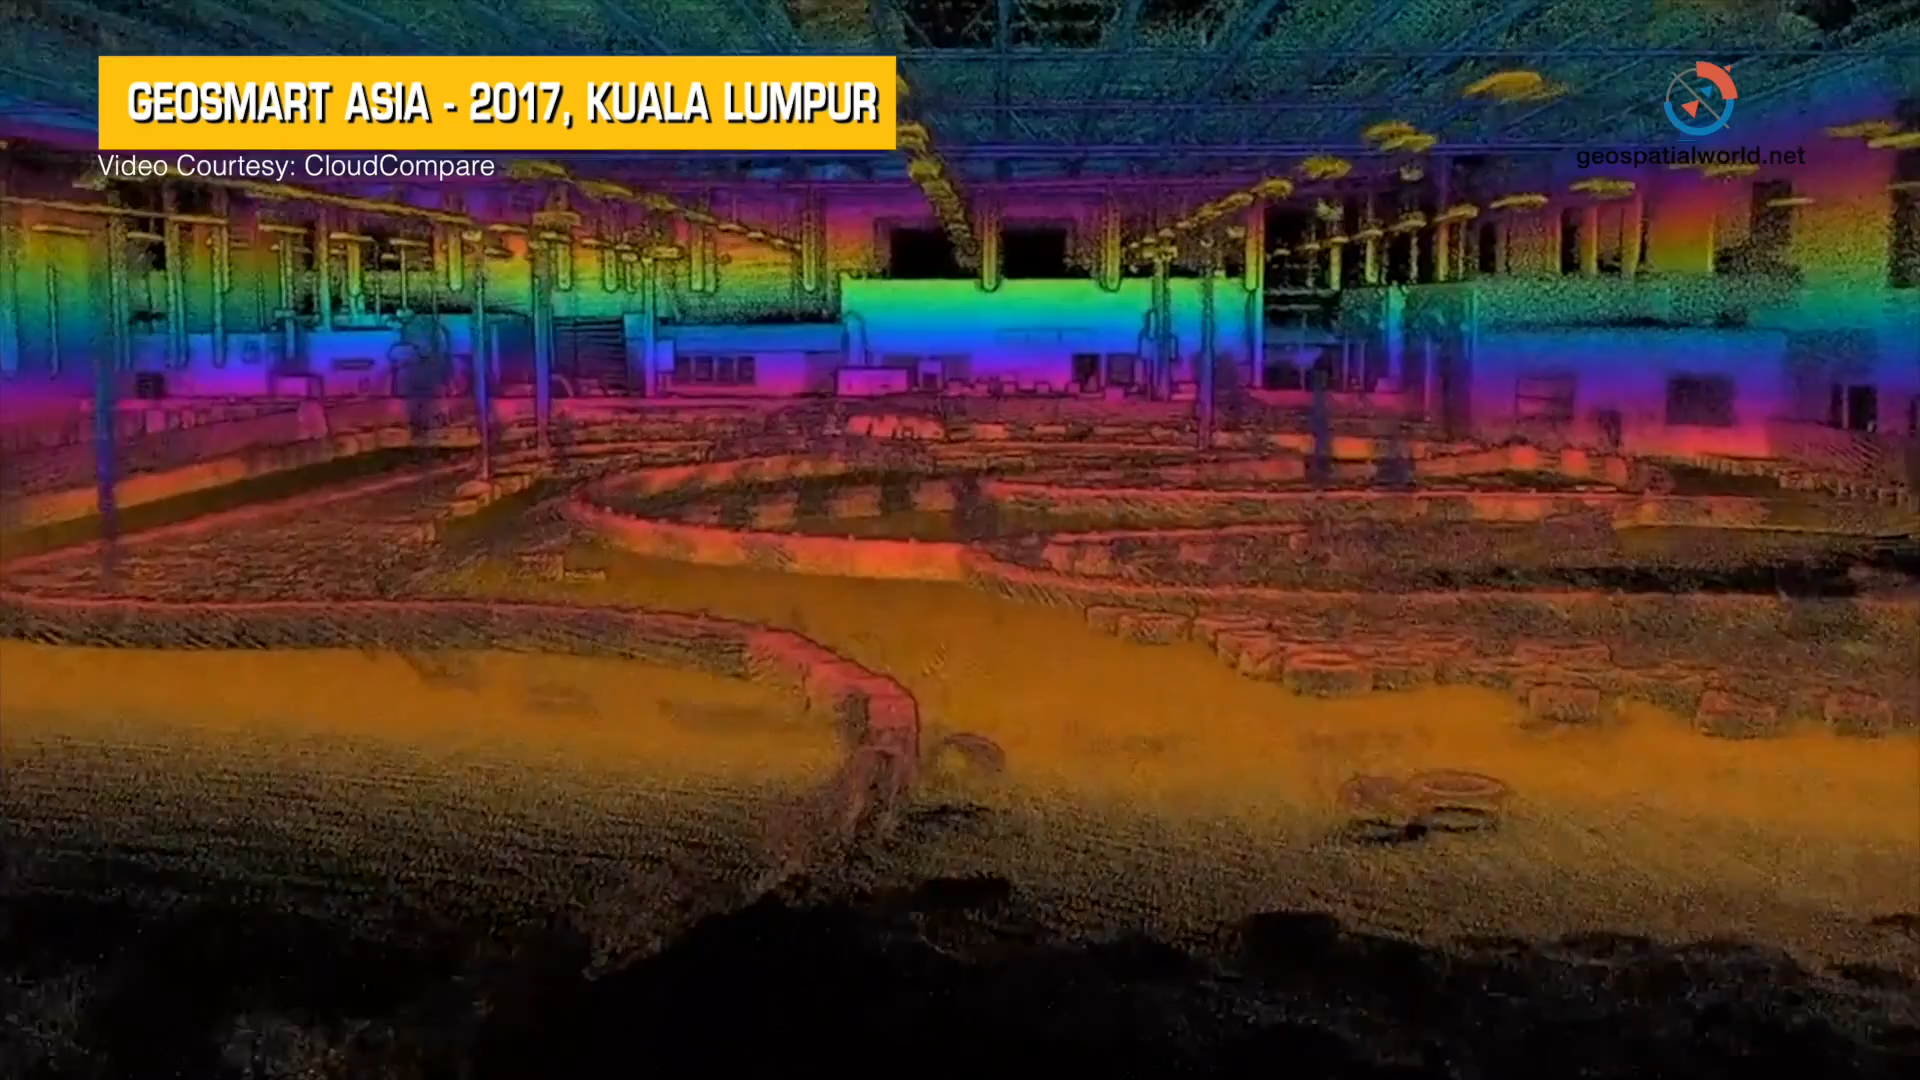 GEOSMART ASIA - 2017, KUALA LUMPUR
Video Courtesy: CloudCompare
geospatialworld.net